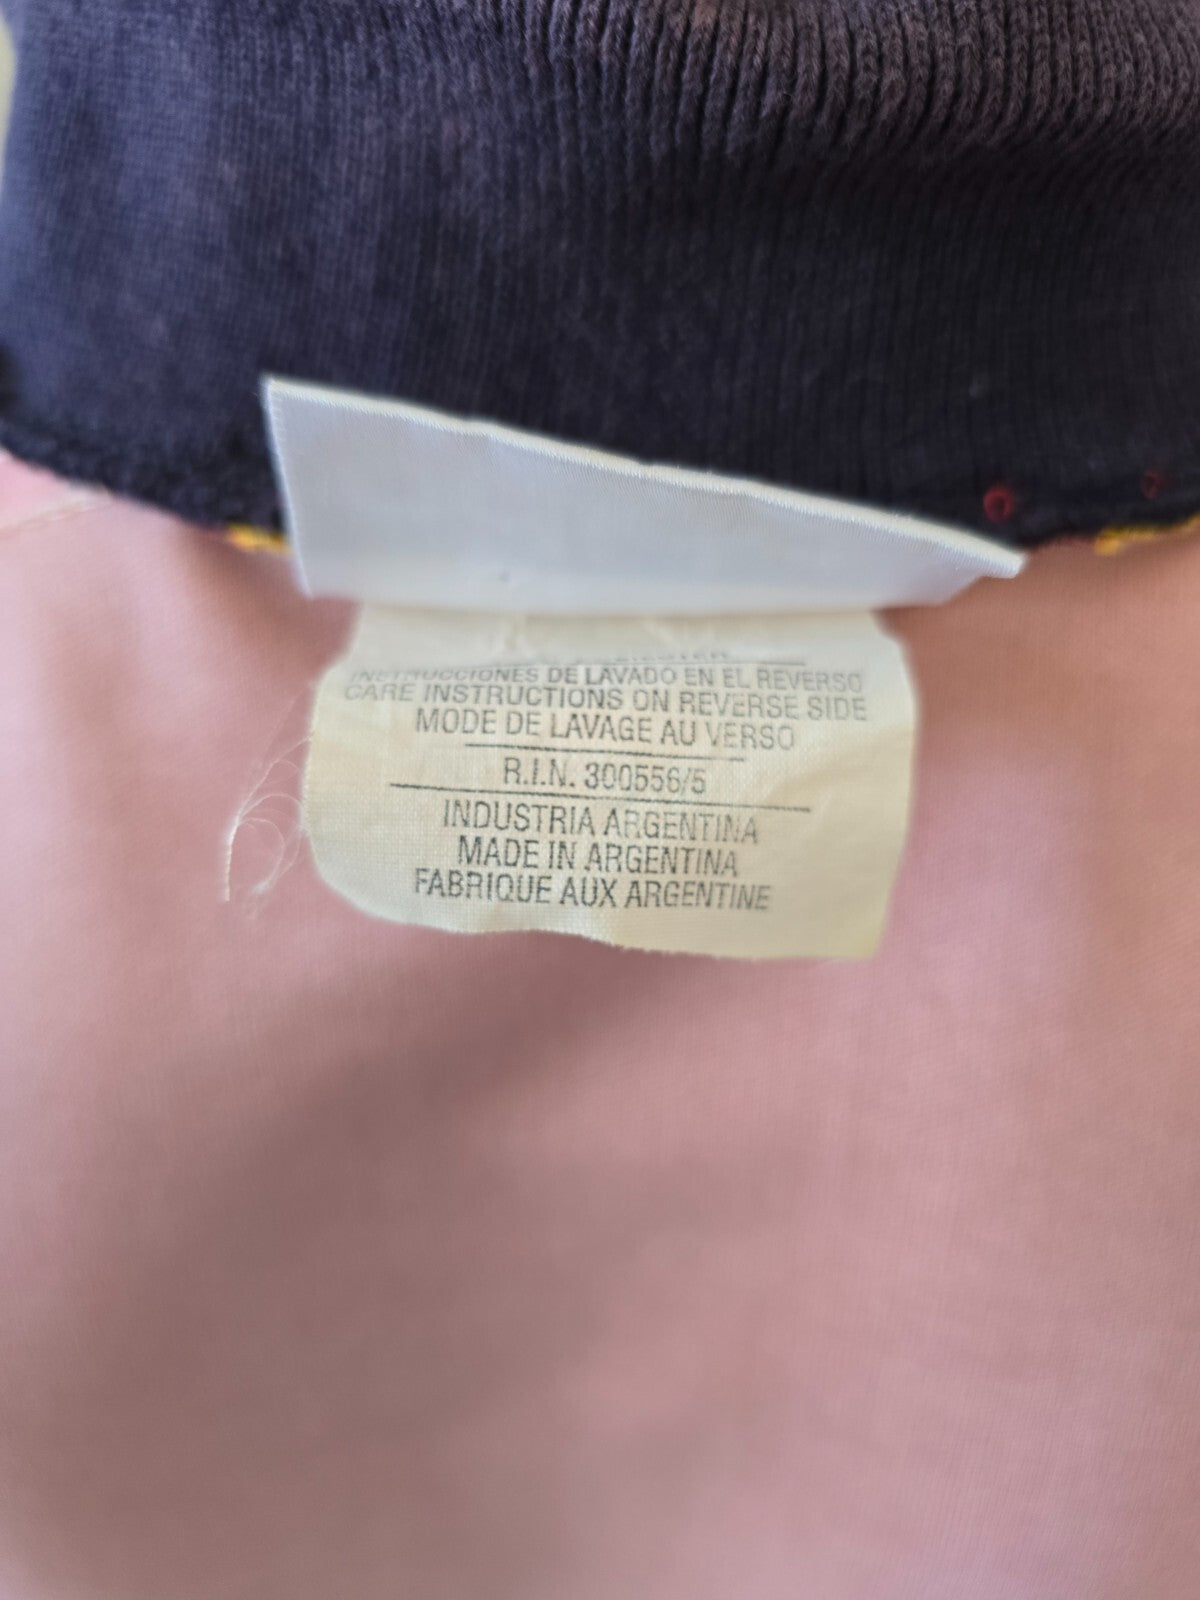 INSTRUCCIONES DE LAVADO EN EL REVERSO
CARE INSTRUCTIONS ON REVERSE SIDE
MODE DE LAVAGE AU VERSO
R.I.N. 300556/5
INDUSTRIA ARGENTINA
MADE IN ARGENTINA
FABRIQUE AUX ARGENTINE